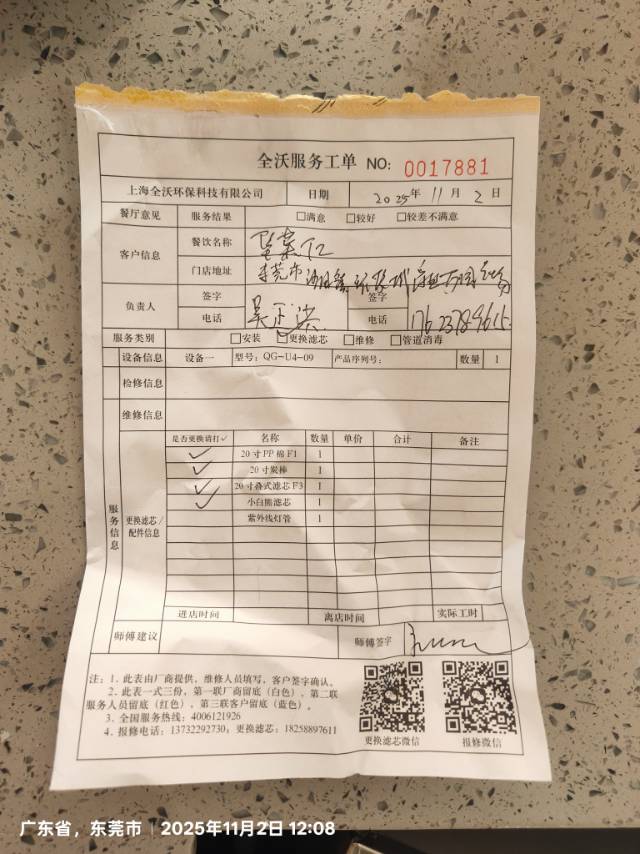 全沃服务工单 NO: 0017881
上海全沃环保科技有限公司 日期 2025年 11月 2日
餐厅意见 服务结果 □满意 □较好 □较差不满意
客户信息 餐饮名称
门店地址 东莞市
负责人 签字 签字
电话 电话 17623789615
服务类别 □安装 □更换滤芯 □维修 □管道消毒
设备信息 设备一 型号: QG-U4-09 产品序列号: 数量 1
检修信息
维修信息
服务信息
更换滤芯/配件信息
是否更换请打✓ 名称 数量 单价 合计 备注
✓ 20寸PP棉F1 1
✓ 20寸炭棒 1
✓ 20寸叠式滤芯F3 1
✓ 小白熊滤芯 1
紫外线灯管 1
进店时间 离店时间 实际工时
师傅建议 师傅签字
注: 1. 此表由厂商提供, 维修人员填写, 客户签字确认。
2. 此表一式三份, 第一联厂商留底(白色), 第二联
服务人员留底(红色), 第三联客户留底(蓝色)。
3. 全国服务热线: 4006121926
4. 报修电话: 13732292730; 更换滤芯: 18258897611
更换滤芯微信 报修微信
广东省，东莞市 2025年11月2日 12:08